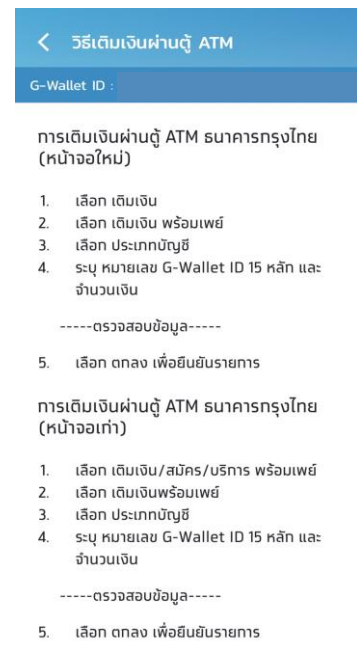 วิธีเติมเงินผ่านตู้ ATM
G-Wallet ID :
การเติมเงินผ่านตู้ ATM ธนาคารกรุงไทย
(หน้าจอใหม่)
1. เลือก เติมเงิน
2. เลือก เติมเงิน พร้อมเพย์
3. เลือก ประเภทบัญชี
4. ระบุ หมายเลข G-Wallet ID 15 หลัก และ
จำนวนเงิน
-----ตรวจสอบข้อมูล-----
5. เลือก ตกลง เพื่อยืนยันรายการ
การเติมเงินผ่านตู้ ATM ธนาคารกรุงไทย
(หน้าจอเก่า)
1. เลือก เติมเงิน/สมัคร/บริการ พร้อมเพย์
2. เลือก เติมเงินพร้อมเพย์
3. เลือก ประเภทบัญชี
4. ระบุ หมายเลข G-Wallet ID 15 หลัก และ
จำนวนเงิน
-----ตรวจสอบข้อมูล-----
5. เลือก ตกลง เพื่อยืนยันรายการ